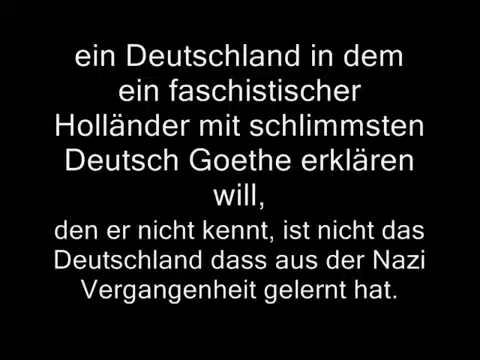 ein Deutschland in dem
ein faschistischer
Holländer mit schlimmsten
Deutsch Goethe erklären
will,
den er nicht kennt, ist nicht das
Deutschland dass aus der Nazi
Vergangenheit gelernt hat.